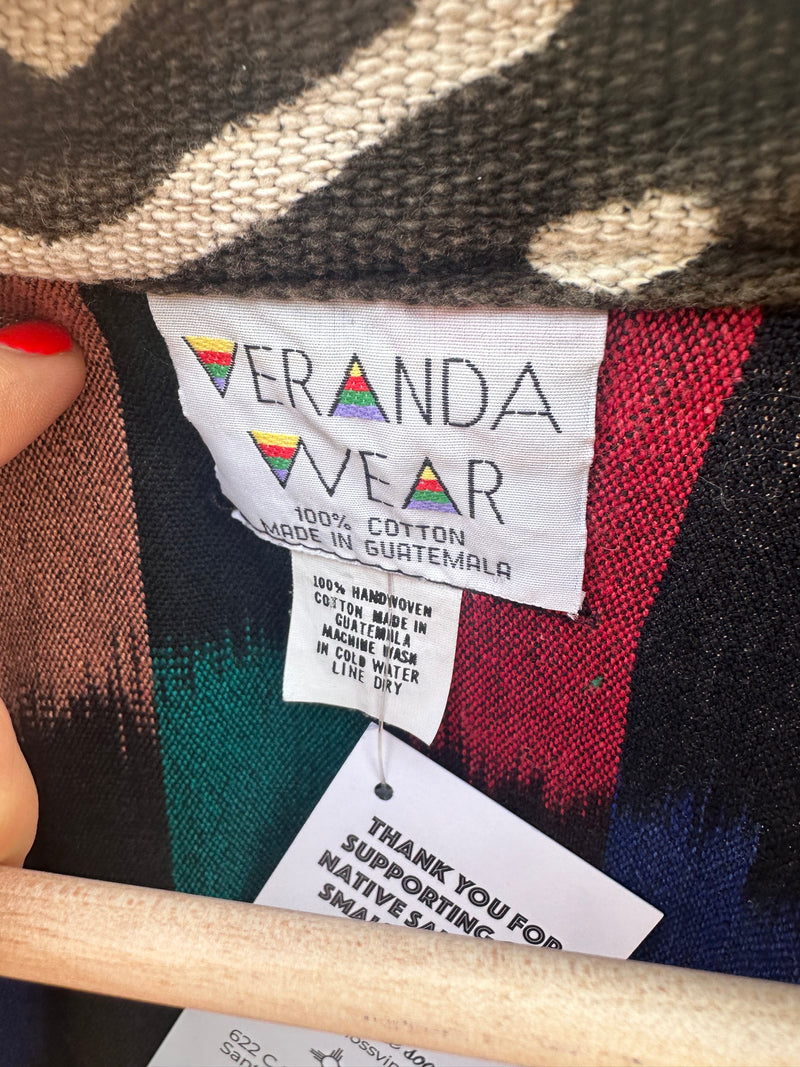 VERANDA
WEAR
100% COTTON
MADE IN GUATEMALA
100% HANDWOVEN
COTTON MADE IN
GUATEMALA
MACHINE WASH
IN COLD WATER
LINE DRY
THANK YOU FOR
SUPPORTING
NATIVE
622